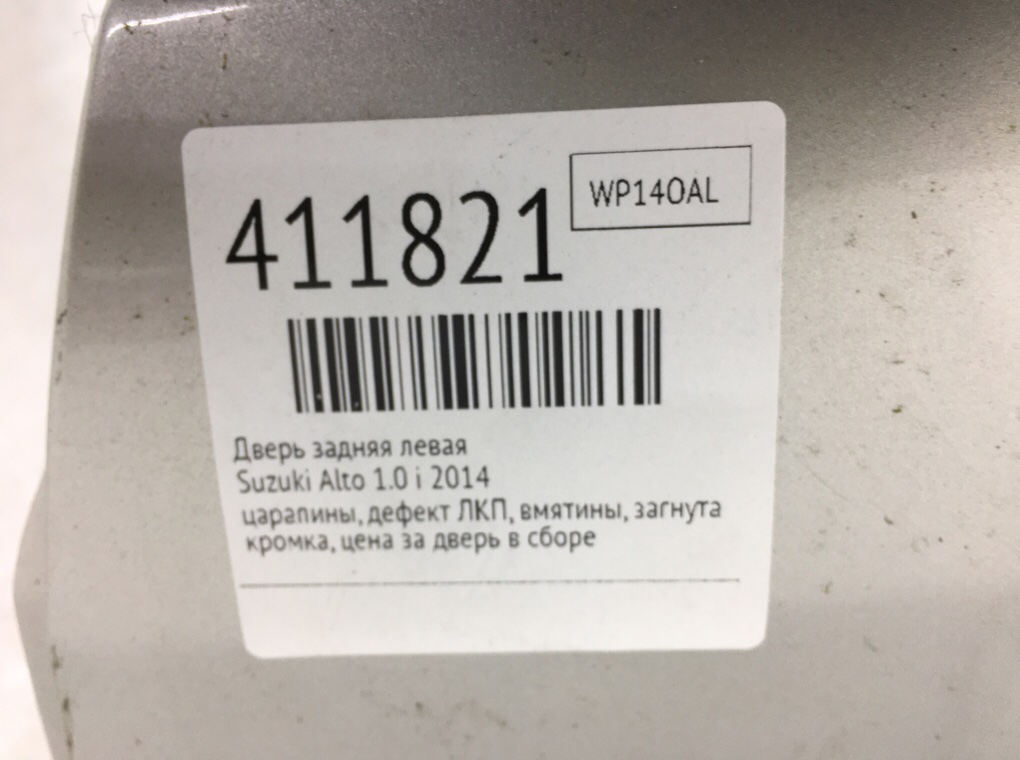 411821
WP14OAL
Дверь задняя левая
Suzuki Alto 1.0 i 2014
царапины, дефект ЛКП, вмятины, загнута
кромка, цена за дверь в сборе